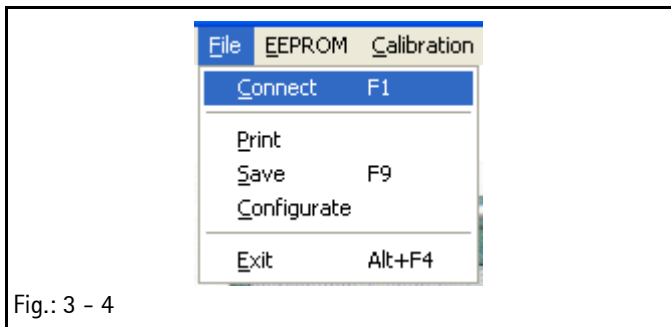 File EEPROM Calibration
Connect F1
Print
Save F9
Configurate
Exit Alt+F4
Fig.: 3 - 4